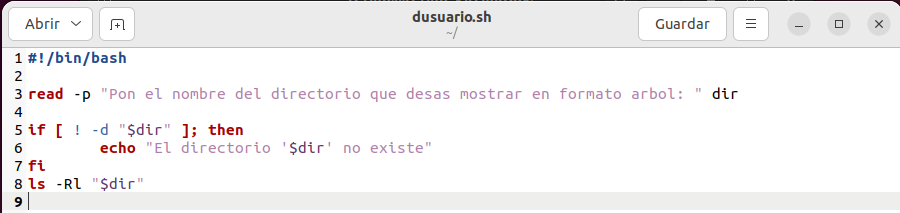 Abrir
dusuario.sh
~/
Guardar
1 #!/bin/bash
2
3 read -p "Pon el nombre del directorio que desas mostrar en formato arbol: " dir
4
5 if [ ! -d "$dir" ]; then
6         echo "El directorio '$dir' no existe"
7 fi
8 ls -Rl "$dir"
9